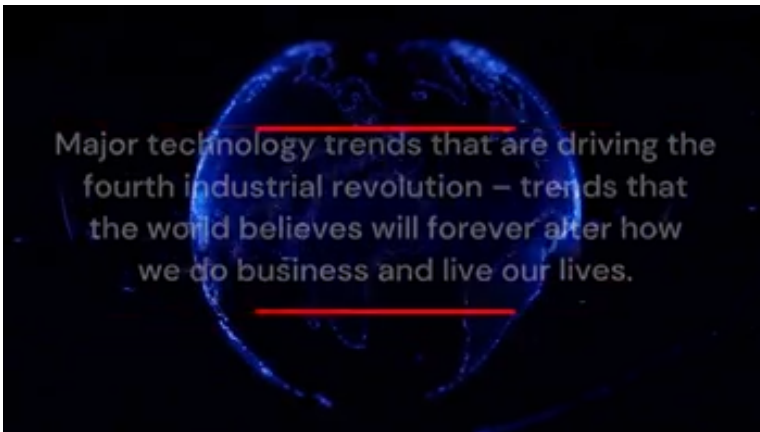 Major technology trends that are driving the
fourth industrial revolution – trends that
the world believes will forever alter how
we do business and live our lives.